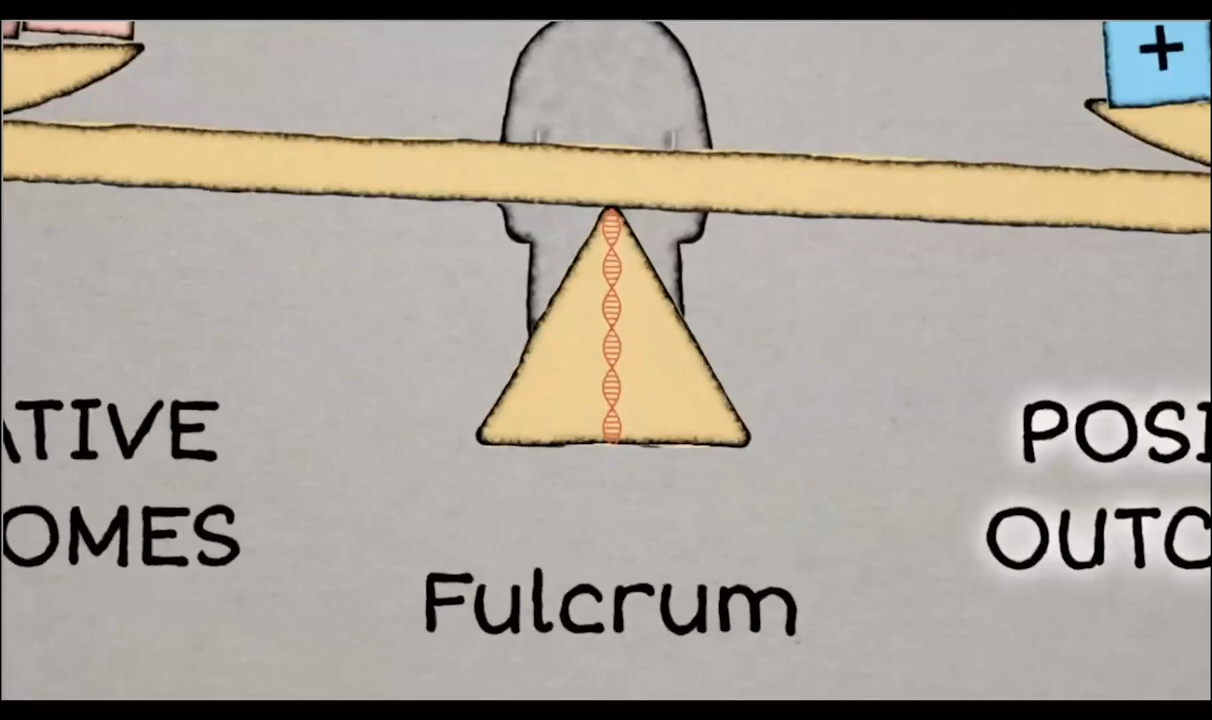 +
ATIVE
OMES
POSI
OUTC
Fulcrum